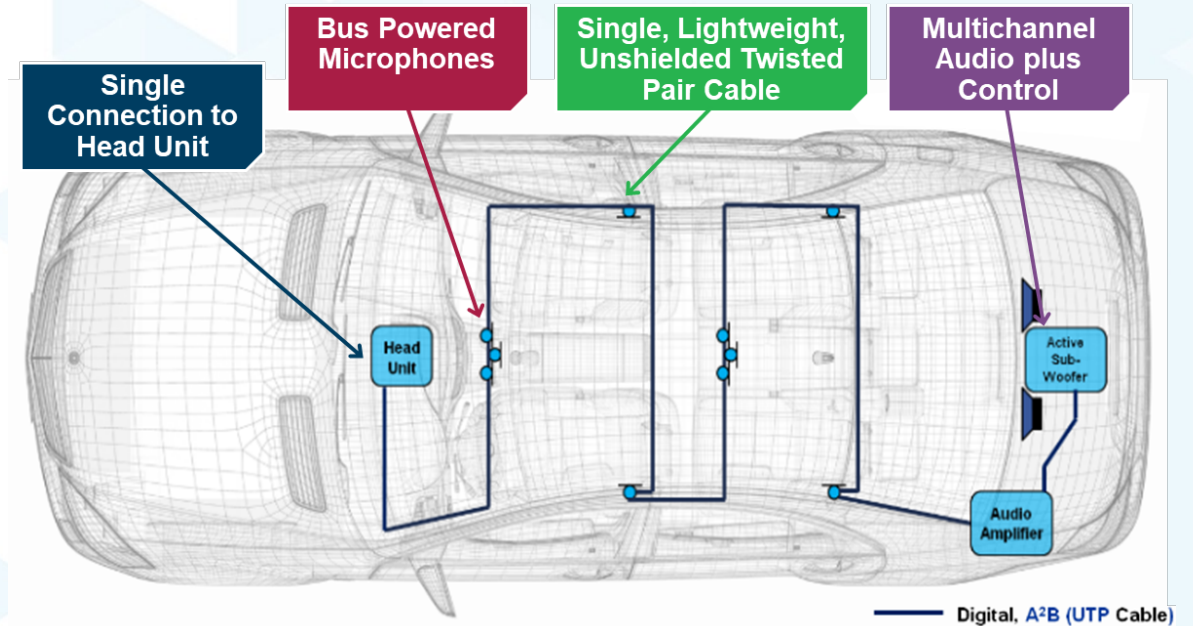 Single
Connection to
Head Unit
Bus Powered
Microphones
Single, Lightweight,
Unshielded Twisted
Pair Cable
Multichannel
Audio plus
Control
Head
Unit
Active
Sub-
Woofer
Audio
Amplifier
Digital, A²B (UTP Cable)